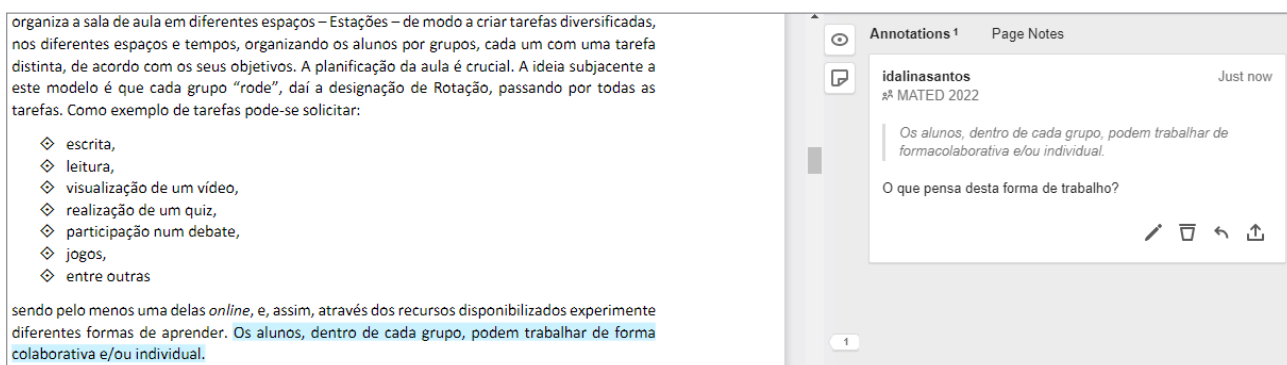 organiza a sala de aula em diferentes espaços – Estações – de modo a criar tarefas diversificadas,
nos diferentes espaços e tempos, organizando os alunos por grupos, cada um com uma tarefa
distinta, de acordo com os seus objetivos. A planificação da aula é crucial. A ideia subjacente a
este modelo é que cada grupo “rode”, daí a designação de Rotação, passando por todas as
tarefas. Como exemplo de tarefas pode-se solicitar:
escrita,
leitura,
visualização de um vídeo,
realização de um quiz,
participação num debate,
jogos,
entre outras
sendo pelo menos uma delas online, e, assim, através dos recursos disponibilizados experimente
diferentes formas de aprender. Os alunos, dentro de cada grupo, podem trabalhar de forma
colaborativa e/ou individual.
Annotations 1 Page Notes
idalinasantos Just now
MATED 2022
Os alunos, dentro de cada grupo, podem trabalhar de
formacolaborativa e/ou individual.
O que pensa desta forma de trabalho?
1